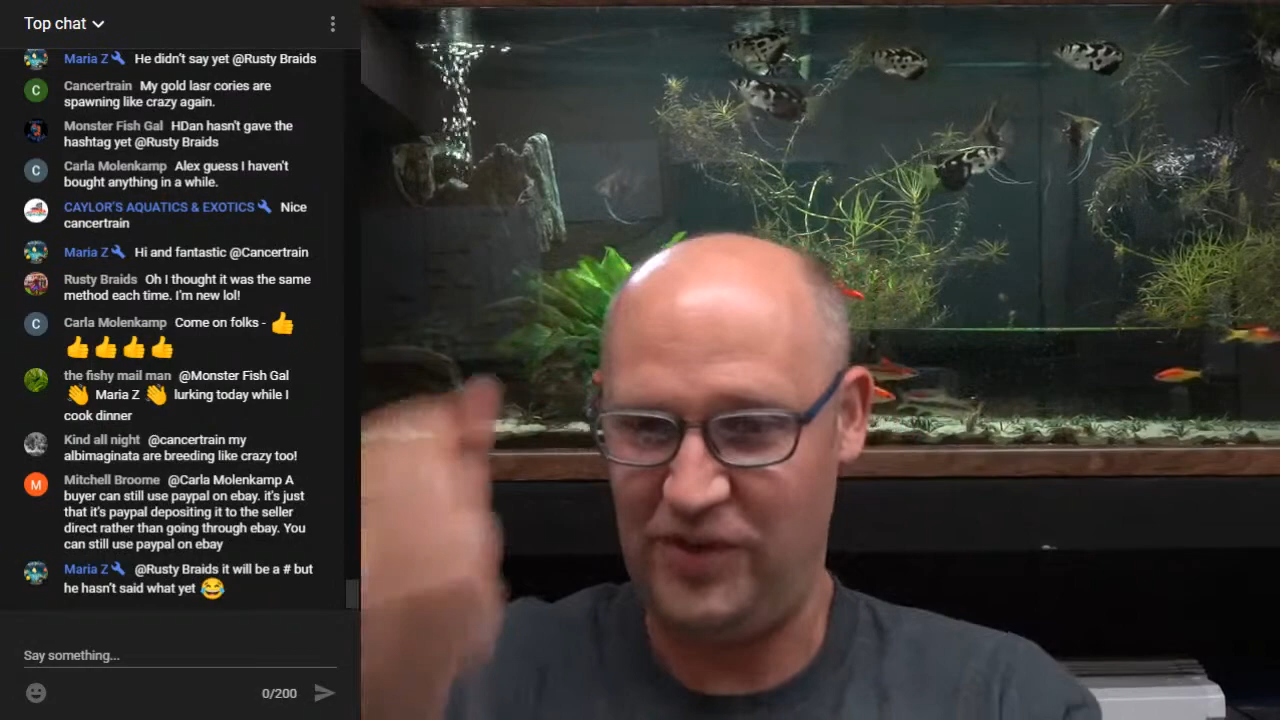 Top chat
Maria Z He didn't say yet @Rusty Braids
C
Cancertrain My gold lasr cories are
spawning like crazy again.
Monster Fish Gal HDan hasn't gave the
hashtag yet @Rusty Braids
C
Carla Molenkamp Alex guess I haven't
bought anything in a while.
CAYLOR'S AQUATICS & EXOTICS Nice
cancertrain
Maria Z Hi and fantastic @Cancertrain
Rusty Braids Oh I thought it was the same
method each time. I'm new lol!
C
Carla Molenkamp Come on folks - 👍
👍👍👍👍
the fishy mail man @Monster Fish Gal
👋 Maria Z 👋 lurking today while I
cook dinner
Kind all night @cancertrain my
albimaginata are breeding like crazy too!
M
Mitchell Broome @Carla Molenkamp A
buyer can still use paypal on ebay. it's just
that it's paypal depositing it to the seller
direct rather than going through ebay. You
can still use paypal on ebay
Maria Z @Rusty Braids it will be a # but
he hasn't said what yet 😂
Say something...
0/200